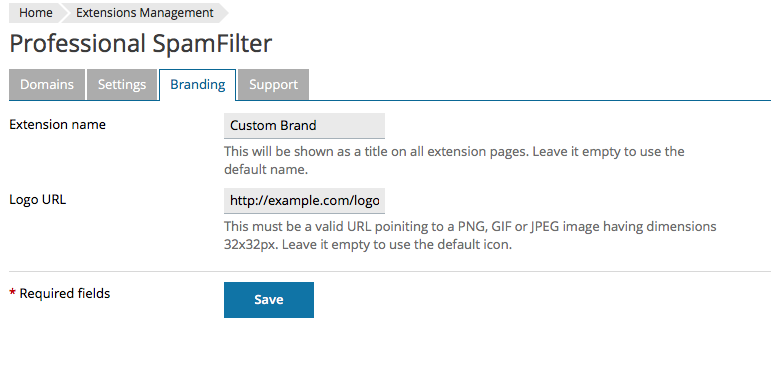 Home Extensions Management
Professional SpamFilter
Domains Settings Branding Support
Extension name Custom Brand
This will be shown as a title on all extension pages. Leave it empty to use the
default name.
Logo URL http://example.com/logo
This must be a valid URL poiniting to a PNG, GIF or JPEG image having dimensions
32x32px. Leave it empty to use the default icon.
* Required fields Save